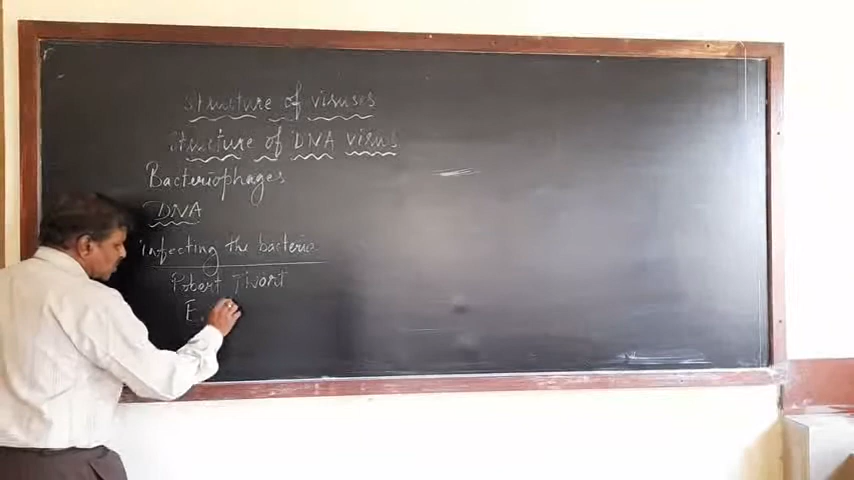 Structure of viruses
Structure of DNA virus
Bacteriophages
DNA
infecting the bacteria
Robert Twort
E.